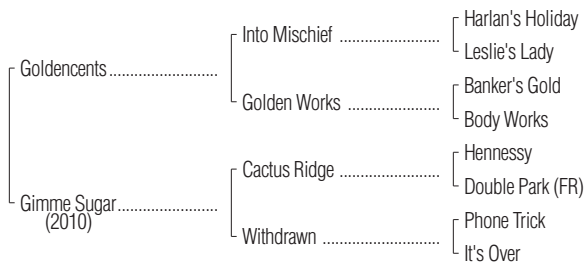 Harlan's Holiday
Into Mischief
Leslie's Lady
Goldencents
Banker's Gold
Golden Works
Body Works
Hennessy
Cactus Ridge
Double Park (FR)
Gimme Sugar
(2010)
Phone Trick
Withdrawn
It's Over